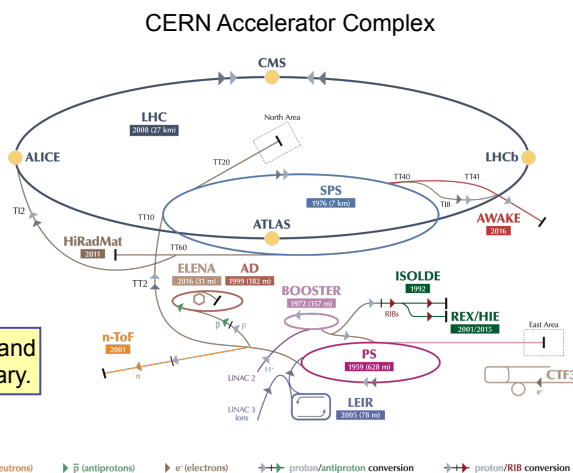 CERN Accelerator Complex
CMS
LHC
2008 (27 km)
North Area
ALICE
LHCb
TT20
TT40
TT41
SPS
1976 (7 km)
TI2
TI8
TT10
ATLAS
AWAKE
2016
HiRadMat
2011
TT60
ELENA
2016 (31 m)
AD
1999 (182 m)
TT2
BOOSTER
1972 (157 m)
ISOLDE
1992
RIBs
REX/HIE
2001/2015
p̅
p
East Area
n-ToF
2001
and
ary.
n
H⁺
PS
1959 (628 m)
LINAC 2
CTF3
e⁻
LINAC 3
Ions
LEIR
2005 (78 m)
eutrons) p̅ (antiprotons) e⁻ (electrons) proton/antiproton conversion proton/RIB conversion